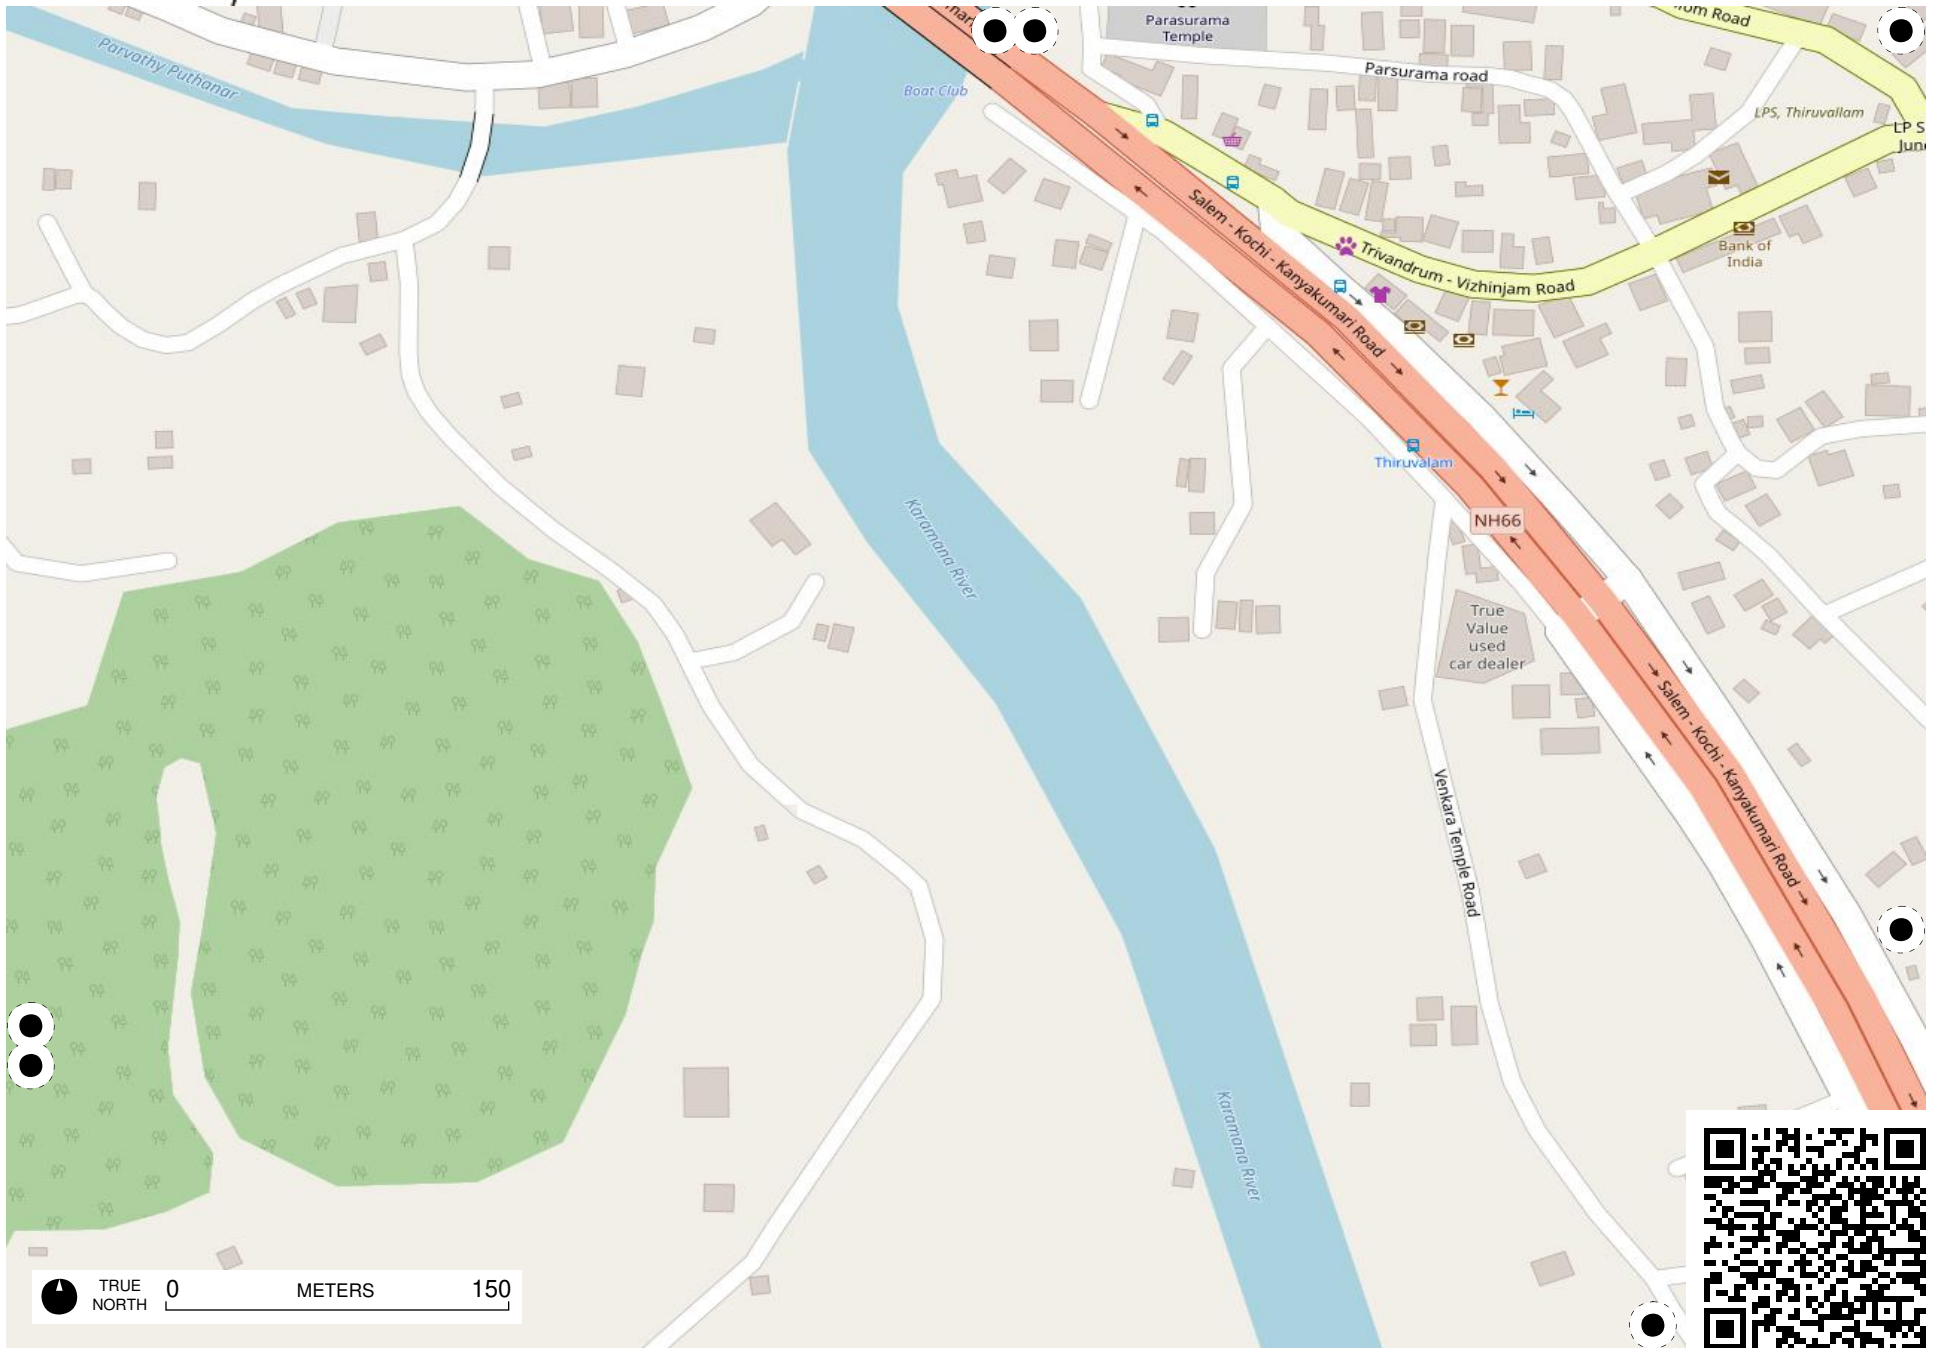 Parasurama
Temple
Parsurama road
Parvathy Puthanar
Boat Club
LPS, Thiruvallam
Salem - Kochi - Kanyakumari Road
Trivandrum - Vizhinjam Road
Bank of
India
Thiruvalam
Karamana River
NH66
True
Value
used
car dealer
Salem - Kochi - Kanyakumari Road
Venkara Temple Road
Karamana River
TRUE
NORTH
0 METERS 150